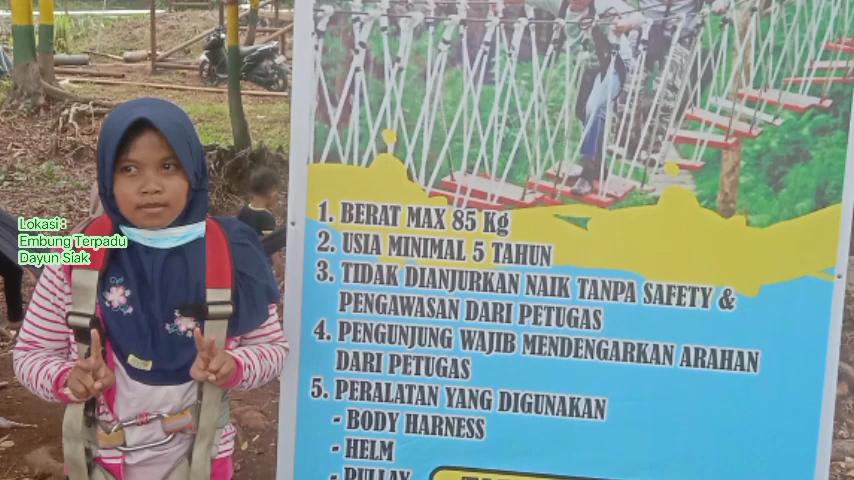 Lokasi :
Embung Terpadu
Dayun Siak
1. BERAT MAX 85 Kg
2. USIA MINIMAL 5 TAHUN
3. TIDAK DIANJURKAN NAIK TANPA SAFETY &
PENGAWASAN DARI PETUGAS
4. PENGUNJUNG WAJIB MENDENGARKAN ARAHAN
DARI PETUGAS
5. PERALATAN YANG DIGUNAKAN
- BODY HARNESS
- HELM
- PULLAY